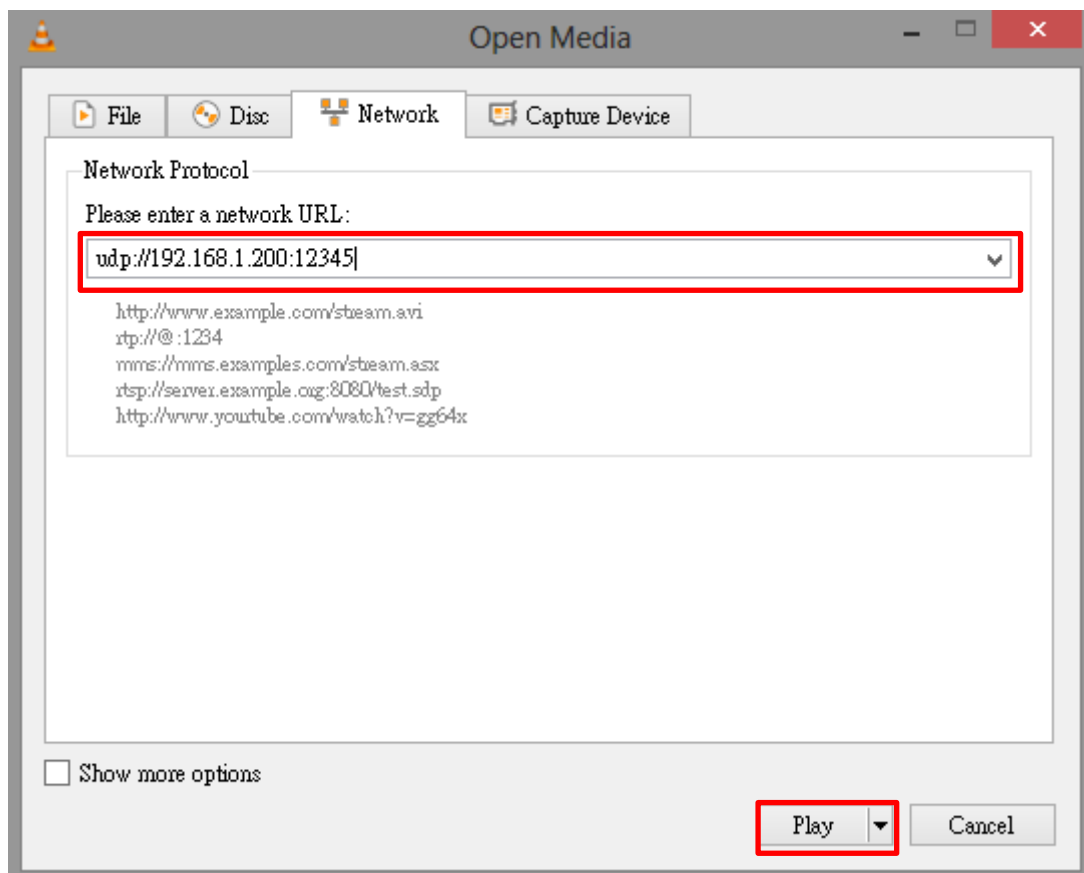 Open Media
File Disc Network Capture Device
Network Protocol
Please enter a network URL:
udp://192.168.1.200:12345
http://www.example.com/stream.avi
rtp://@:1234
mms://mms.examples.com/stream.asx
rtsp://server.example.org:8080/test.sdp
http://www.yourtube.com/watch?v=gg64x
Show more options
Play Cancel